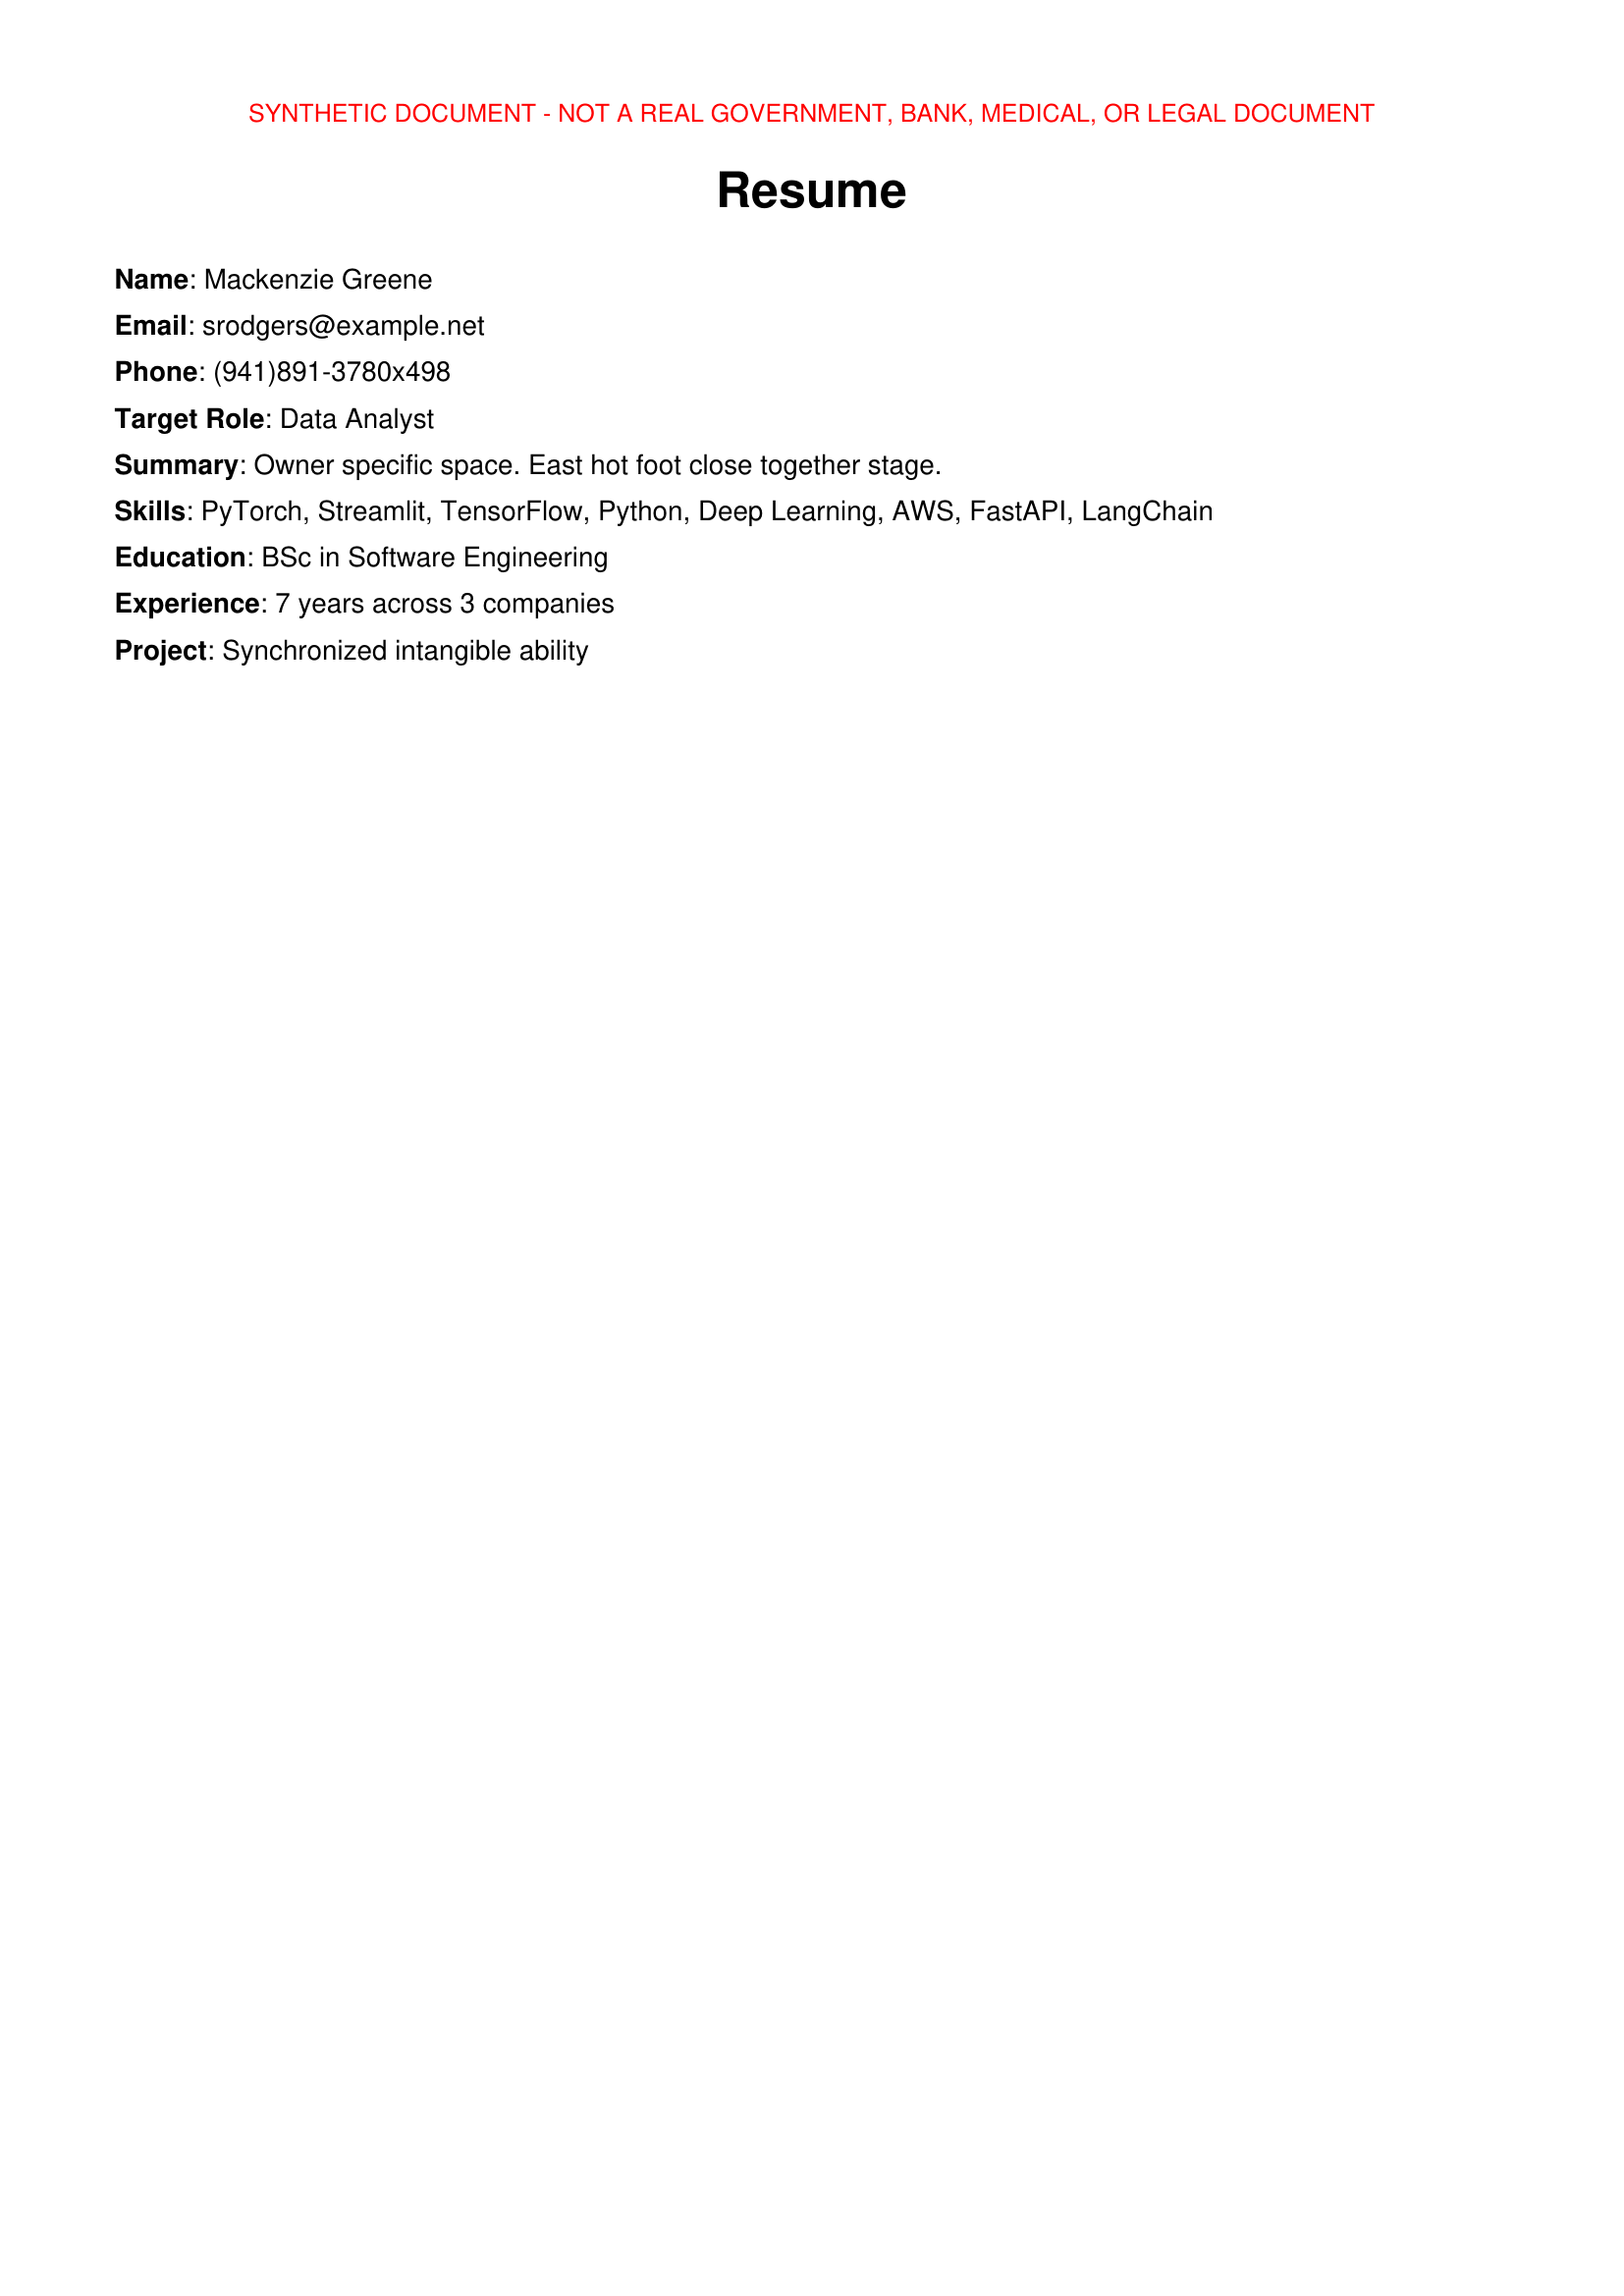 SYNTHETIC DOCUMENT - NOT A REAL GOVERNMENT, BANK, MEDICAL, OR LEGAL DOCUMENT
Resume
Name: Mackenzie Greene
Email: srodgers@example.net
Phone: (941)891-3780x498
Target Role: Data Analyst
Summary: Owner specific space. East hot foot close together stage.
Skills: PyTorch, Streamlit, TensorFlow, Python, Deep Learning, AWS, FastAPI, LangChain
Education: BSc in Software Engineering
Experience: 7 years across 3 companies
Project: Synchronized intangible ability